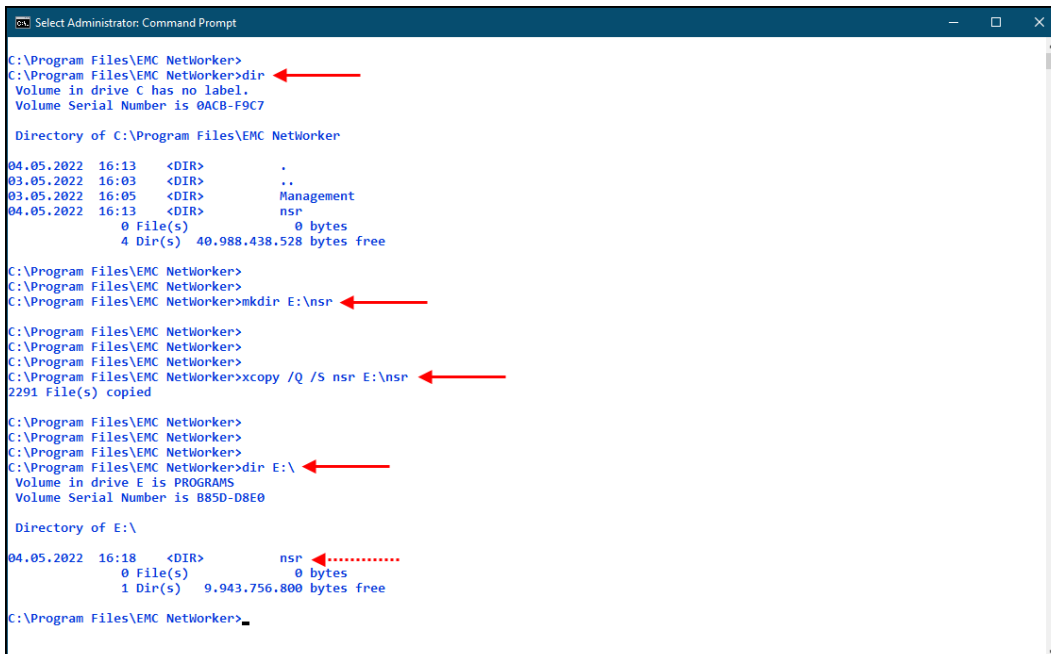 Select Administrator: Command Prompt
C:\Program Files\EMC NetWorker>
C:\Program Files\EMC NetWorker>dir
Volume in drive C has no label.
Volume Serial Number is 0ACB-F9C7
Directory of C:\Program Files\EMC NetWorker
04.05.2022 16:13 <DIR> .
03.05.2022 16:03 <DIR> ..
03.05.2022 16:05 <DIR> Management
04.05.2022 16:13 <DIR> nsr
0 File(s) 0 bytes
4 Dir(s) 40.988.438.528 bytes free
C:\Program Files\EMC NetWorker>
C:\Program Files\EMC NetWorker>
C:\Program Files\EMC NetWorker>mkdir E:\nsr
C:\Program Files\EMC NetWorker>
C:\Program Files\EMC NetWorker>
C:\Program Files\EMC NetWorker>
C:\Program Files\EMC NetWorker>xcopy /Q /S nsr E:\nsr
2291 File(s) copied
C:\Program Files\EMC NetWorker>
C:\Program Files\EMC NetWorker>
C:\Program Files\EMC NetWorker>
C:\Program Files\EMC NetWorker>dir E:\
Volume in drive E is PROGRAMS
Volume Serial Number is B85D-D8E0
Directory of E:\
04.05.2022 16:18 <DIR> nsr
0 File(s) 0 bytes
1 Dir(s) 9.943.756.800 bytes free
C:\Program Files\EMC NetWorker>